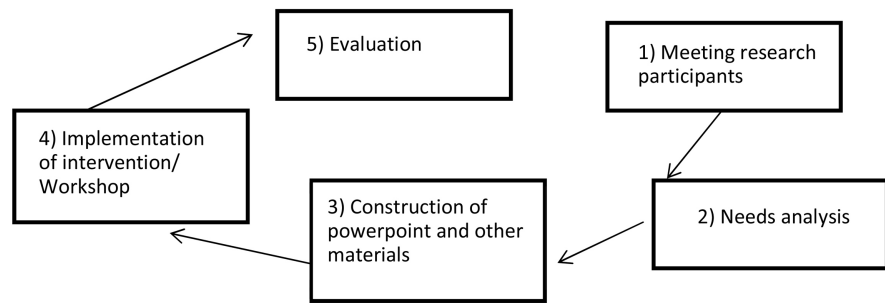 1) Meeting research
participants
2) Needs analysis
3) Construction of
powerpoint and other
materials
4) Implementation
of intervention/
Workshop
5) Evaluation